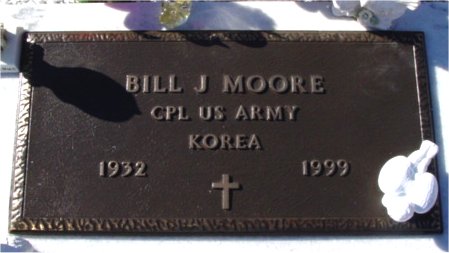 BILL J MOORE
CPL US ARMY
KOREA
1932 1999